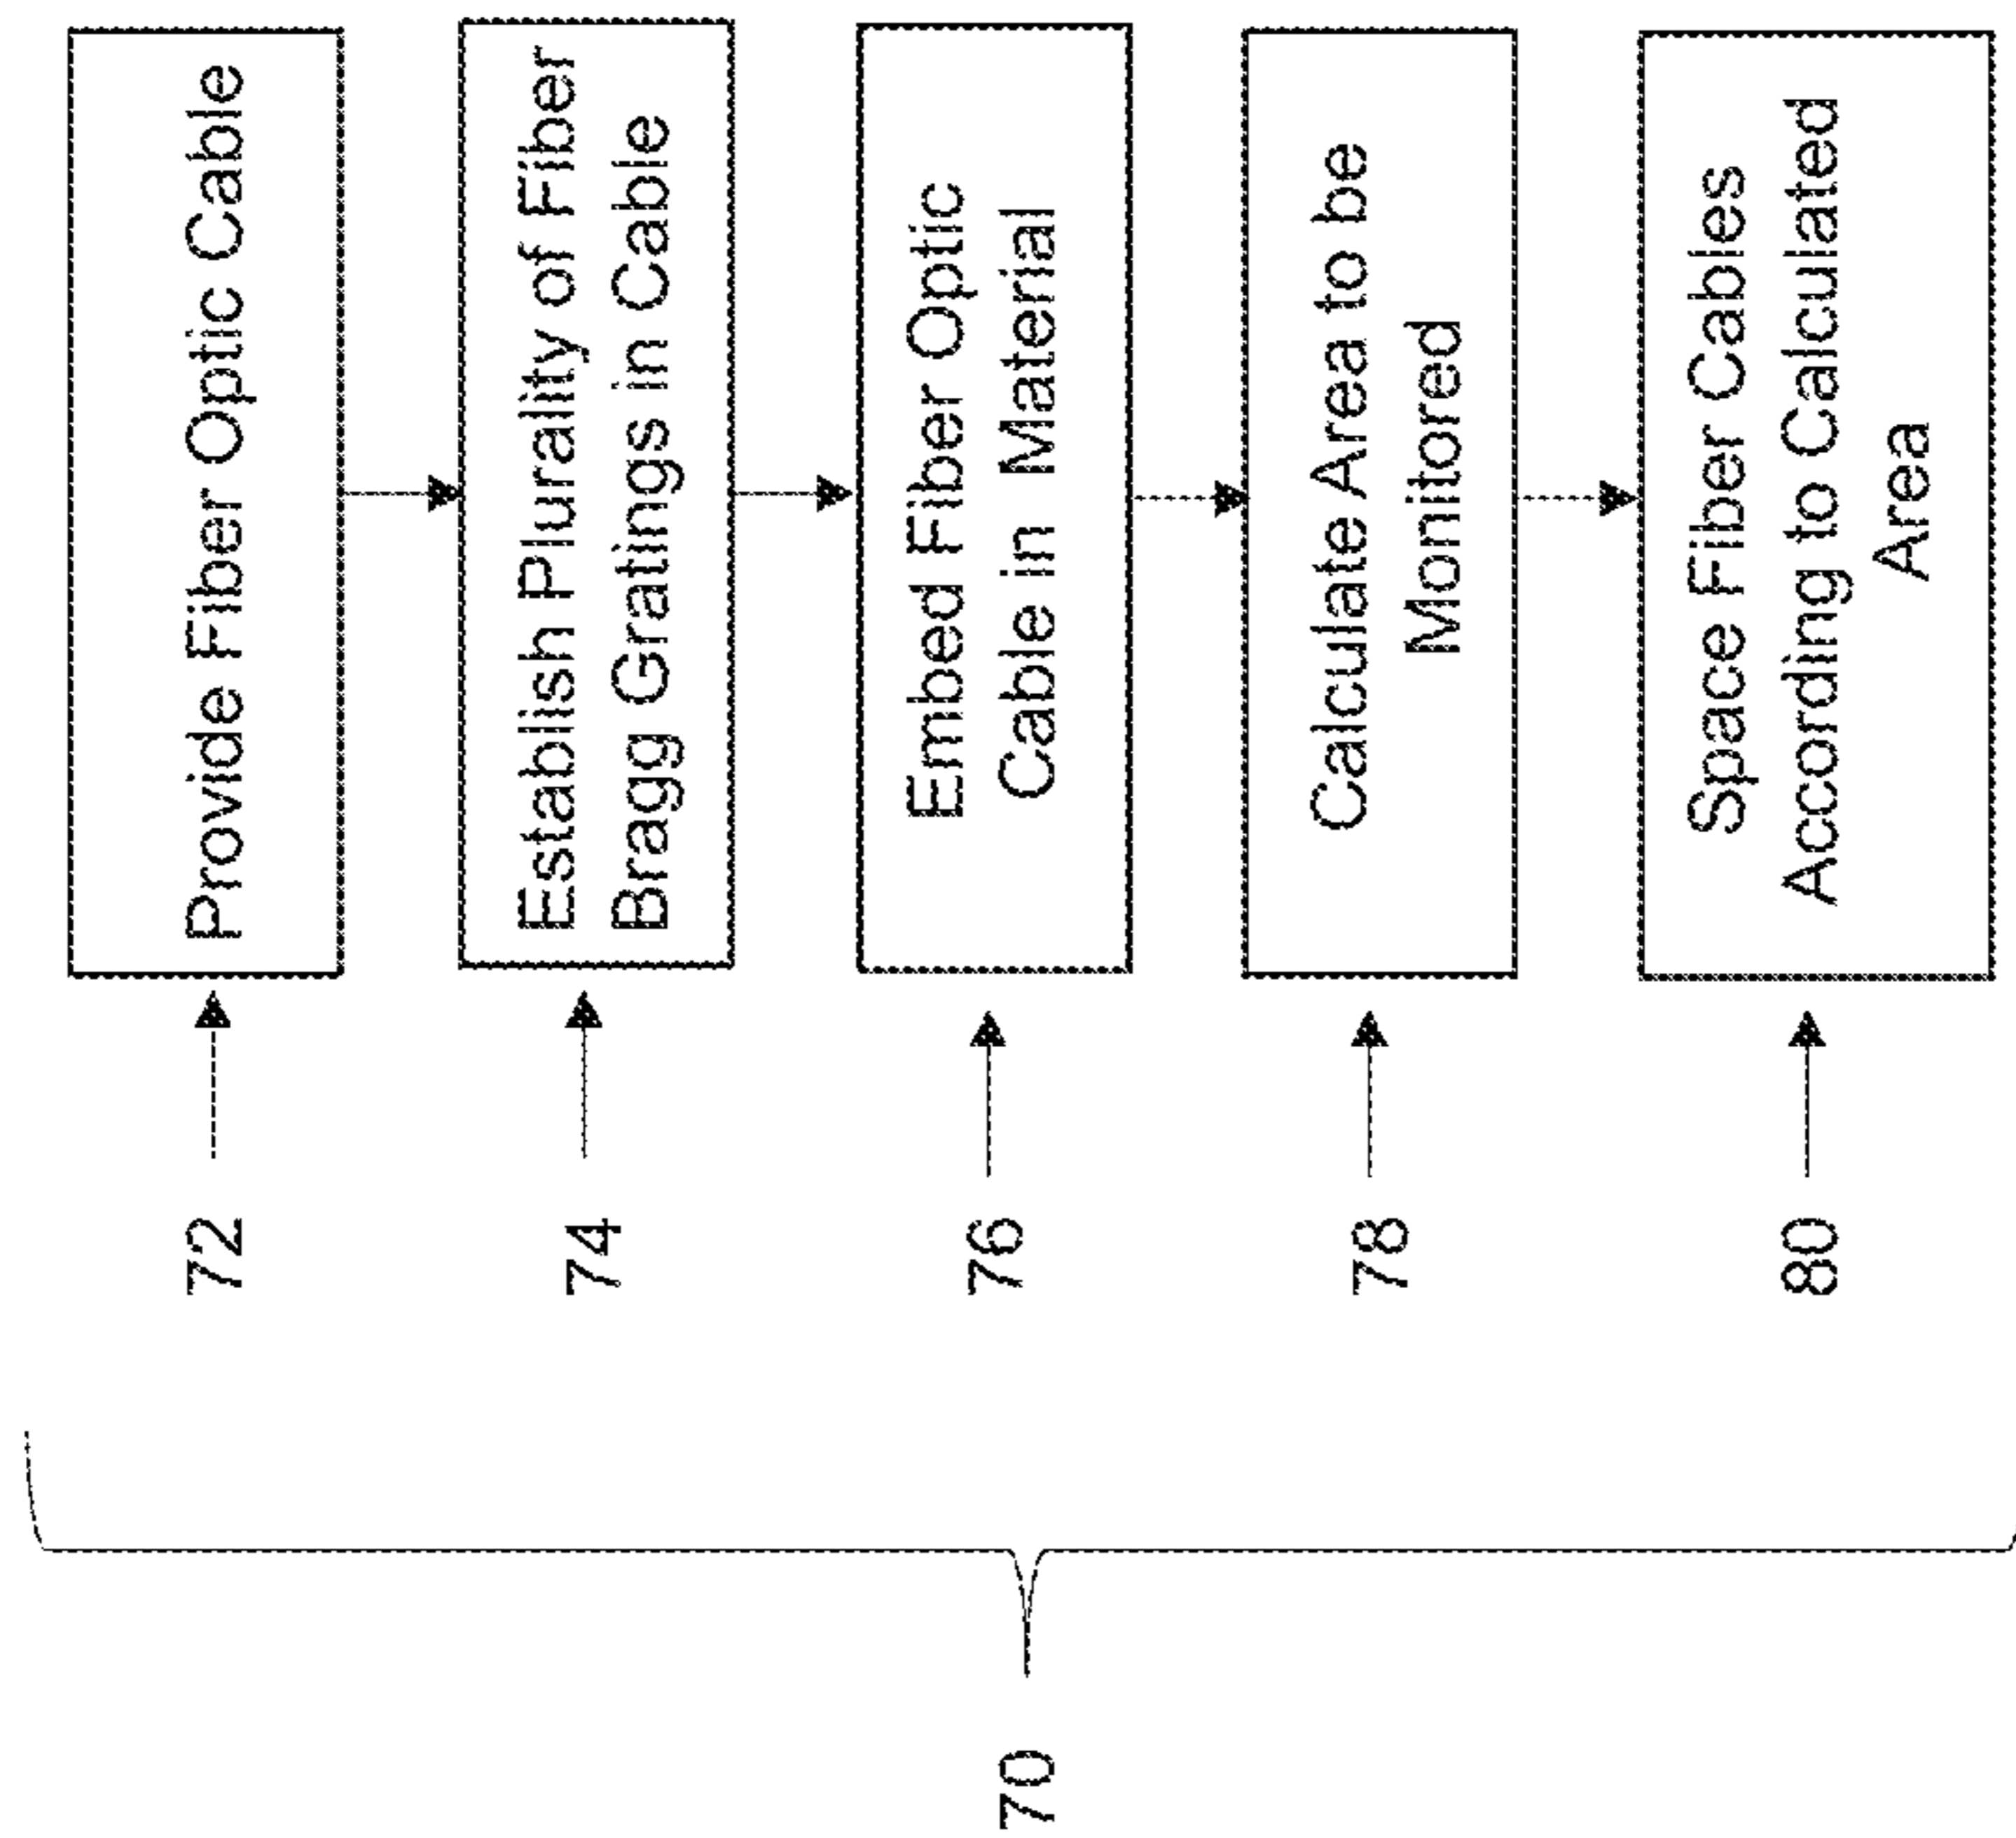 70
72
Provide Fiber Optic Cable
74
Establish Plurality of Fiber
Bragg Gratings in Cable
76
Embed Fiber Optic
Cable in Material
78
Calculate Area to be
Monitored
80
Space Fiber Cables
According to Calculated
Area